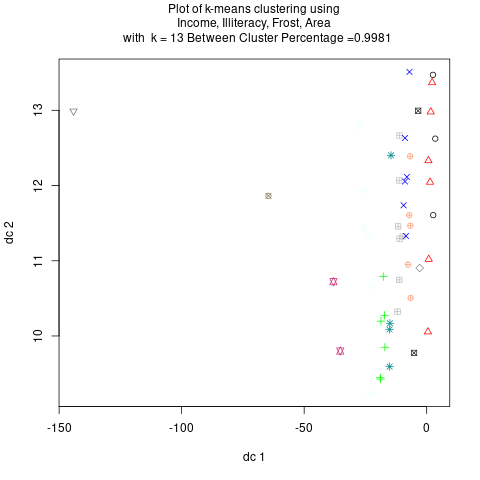 Plot of k-means clustering using
Income, Illiteracy, Frost, Area
with k = 13 Between Cluster Percentage =0.9981
13
12
11
10
dc 2
-150
-100
-50
0
dc 1